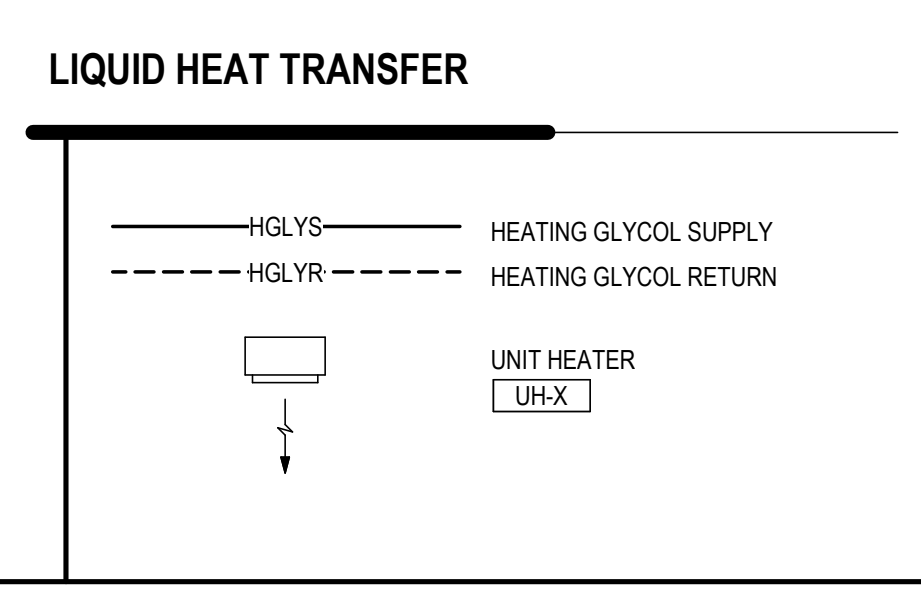 LIQUID HEAT TRANSFER
HGLYS HEATING GLYCOL SUPPLY
HGLYR HEATING GLYCOL RETURN
UNIT HEATER
UH-X